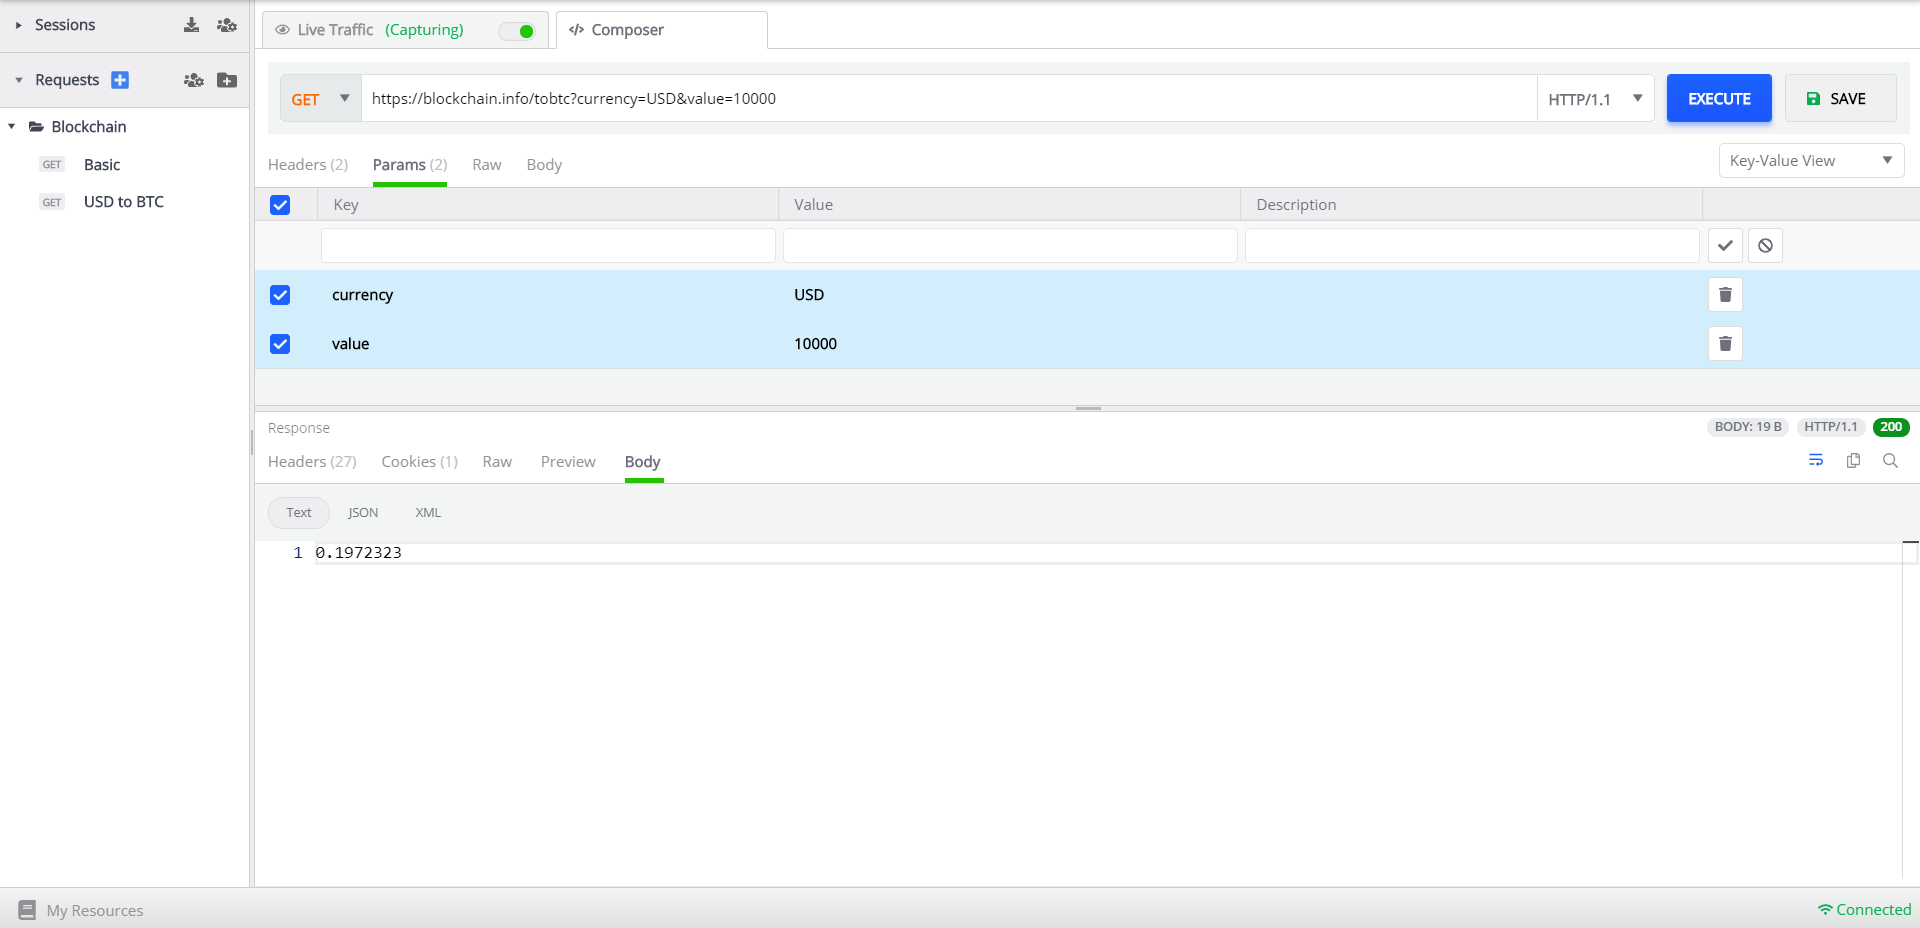 Sessions
Live Traffic (Capturing)
Composer
Requests
GET
https://blockchain.info/tobtc?currency=USD&value=10000
HTTP/1.1
EXECUTE
SAVE
Blockchain
GET Basic
GET USD to BTC
Headers (2) Params (2) Raw Body
Key-Value View
Key Value Description
currency USD
value 10000
Response
BODY: 19 B HTTP/1.1 200
Headers (27) Cookies (1) Raw Preview Body
Text JSON XML
1 0.1972323
My Resources
Connected